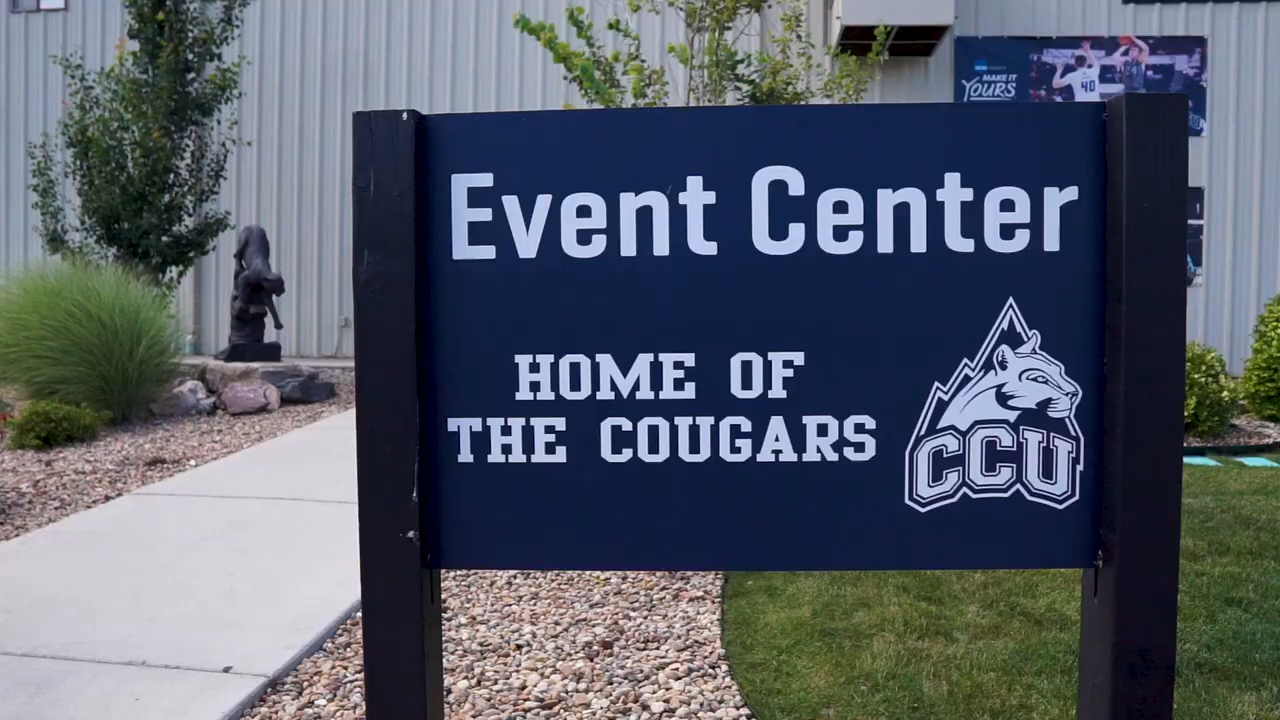 MAKE IT
YOURS
40
Event Center
HOME OF
THE COUGARS
CCU